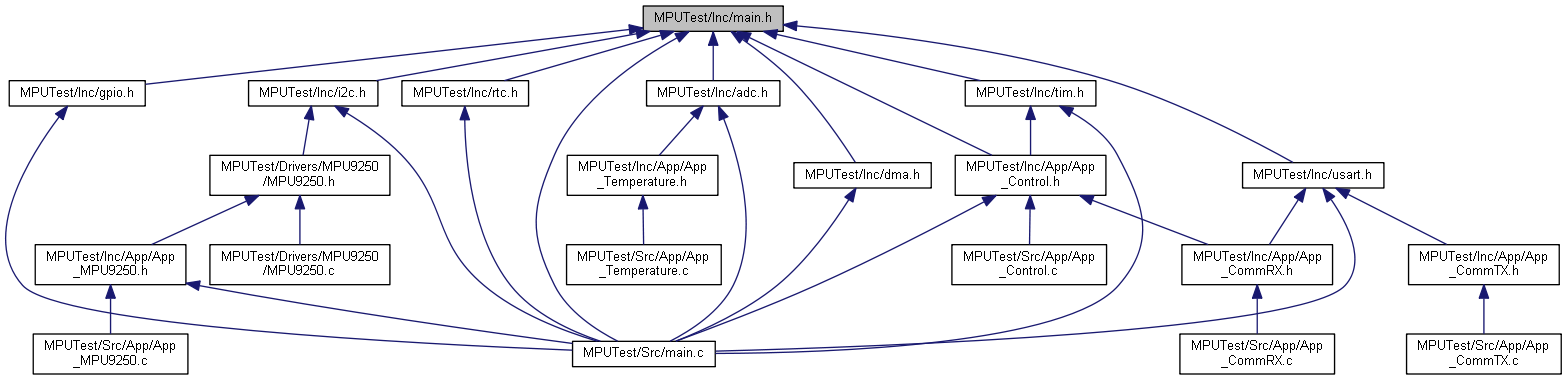 MPUTest/Inc/main.h
MPUTest/Inc/gpio.h
MPUTest/Inc/i2c.h
MPUTest/Inc/rtc.h
MPUTest/Inc/adc.h
MPUTest/Inc/tim.h
MPUTest/Drivers/MPU9250
/MPU9250.h
MPUTest/Inc/App/App
_Temperature.h
MPUTest/Inc/dma.h
MPUTest/Inc/App/App
_Control.h
MPUTest/Inc/usart.h
MPUTest/Inc/App/App
_MPU9250.h
MPUTest/Drivers/MPU9250
/MPU9250.c
MPUTest/Src/App/App
_Temperature.c
MPUTest/Src/App/App
_Control.c
MPUTest/Inc/App/App
_CommRX.h
MPUTest/Inc/App/App
_CommTX.h
MPUTest/Src/App/App
_MPU9250.c
MPUTest/Src/main.c
MPUTest/Src/App/App
_CommRX.c
MPUTest/Src/App/App
_CommTX.c